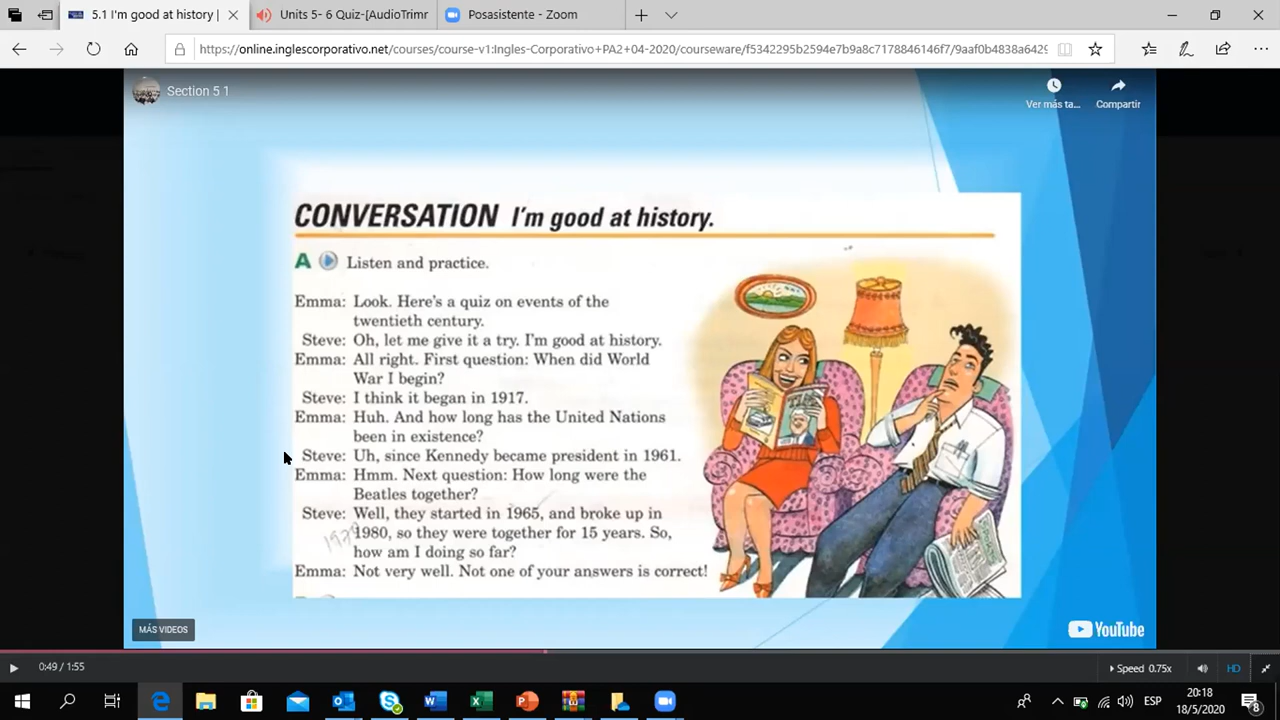 5.1 I'm good at history |
Units 5- 6 Quiz-[AudioTrimr
Posasistente - Zoom
https://online.inglescorporativo.net/courses/course-v1:Ingles-Corporativo+PA2+04-2020/courseware/f5342295b2594e7b9a8c7178846146f7/9aaf0b4838a6429
Section 5 1
Ver más ta...
Compartir
CONVERSATION I'm good at history.
A Listen and practice.
Emma: Look. Here's a quiz on events of the
twentieth century.
Steve: Oh, let me give it a try. I'm good at history.
Emma: All right. First question: When did World
War I begin?
Steve: I think it began in 1917.
Emma: Huh. And how long has the United Nations
been in existence?
Steve: Uh, since Kennedy became president in 1961.
Emma: Hmm. Next question: How long were the
Beatles together?
Steve: Well, they started in 1965, and broke up in
1980, so they were together for 15 years. So,
how am I doing so far?
Emma: Not very well. Not one of your answers is correct!
MÁS VIDEOS
YouTube
0:49 / 1:55
Speed 0.75x
HD
ESP
20:18
18/5/2020
8